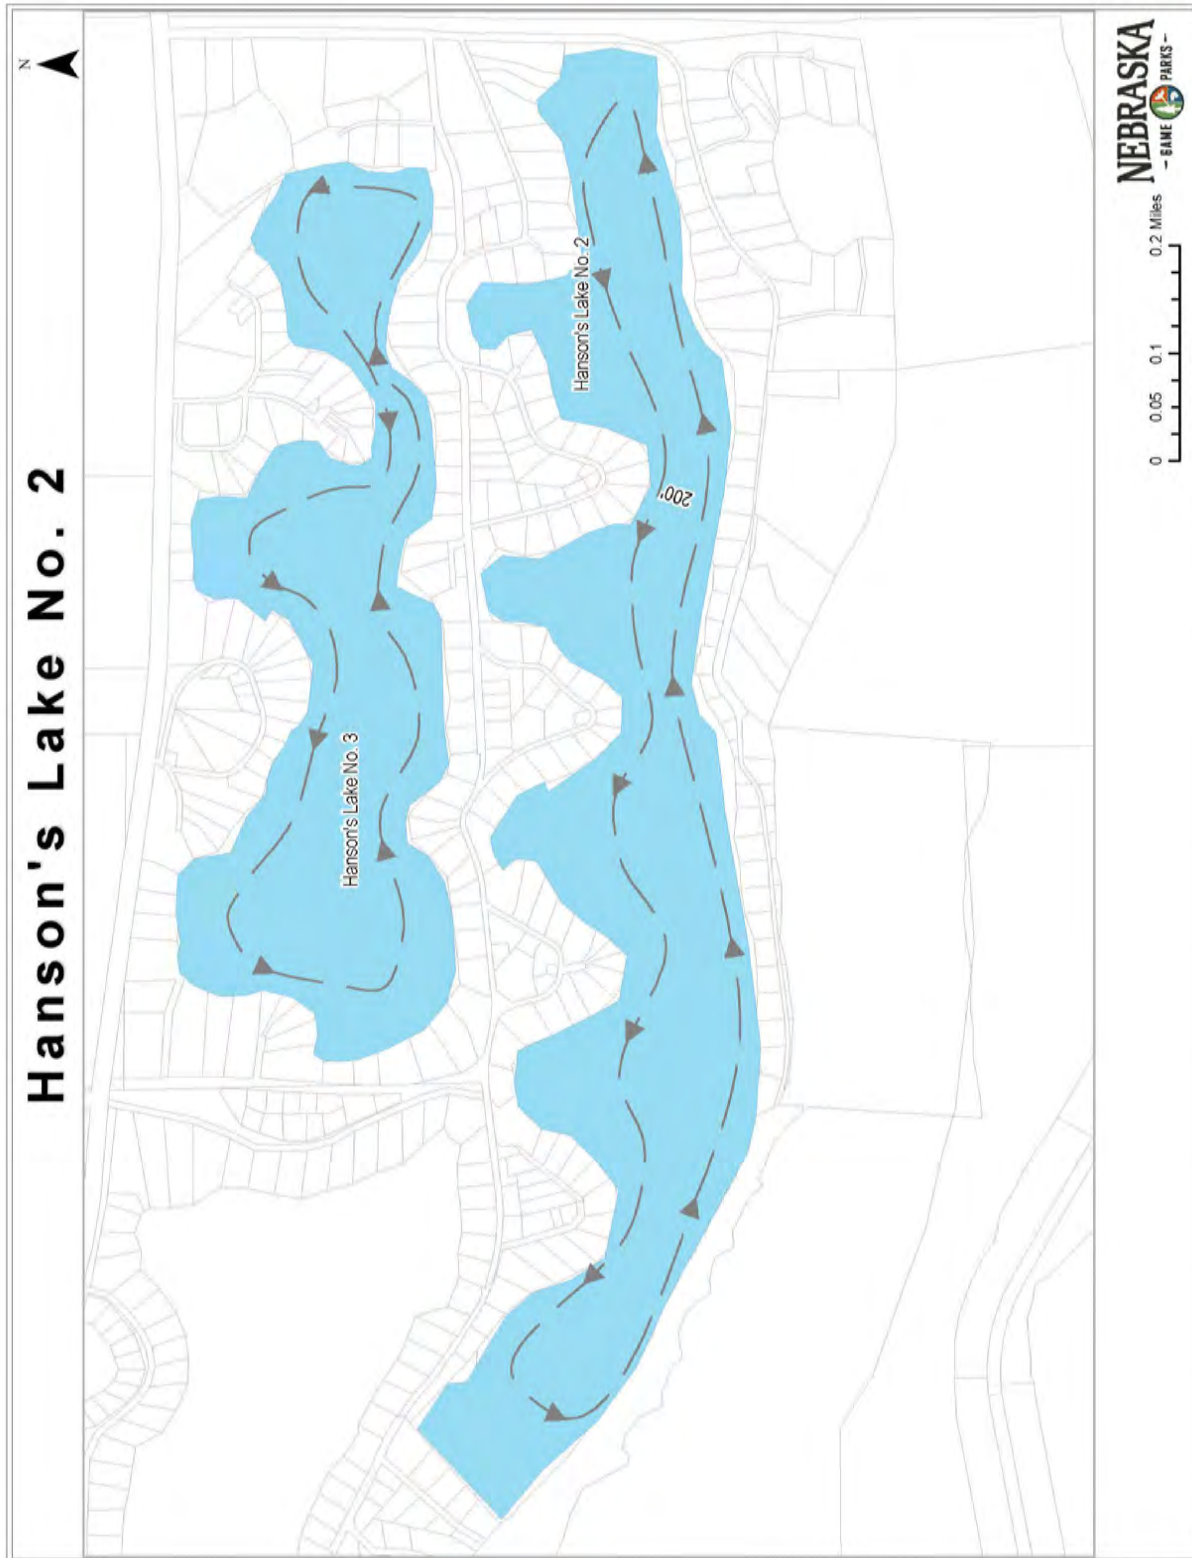 Hanson's Lake No. 2
N
Hanson's Lake No. 3
Hanson's Lake No. 2
200'
0 0.05 0.1 0.2 Miles
NEBRASKA
- GAME PARKS -